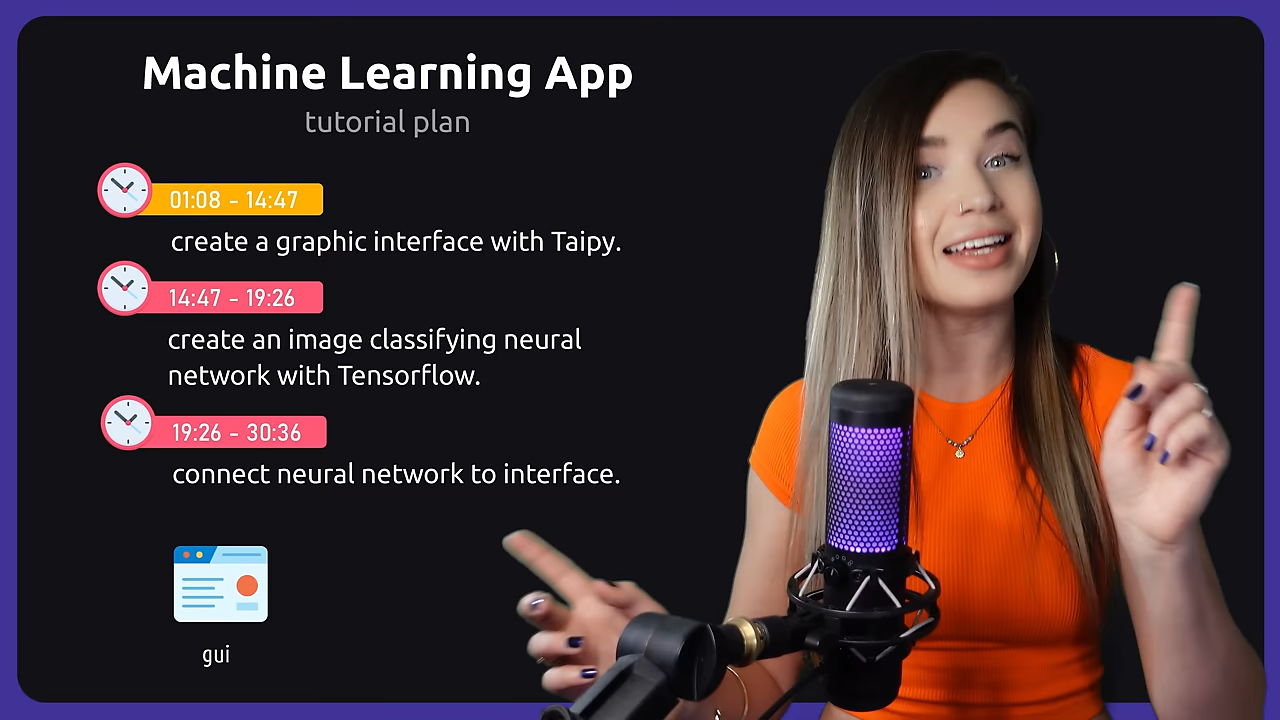 Machine Learning App
tutorial plan
01:08 - 14:47
create a graphic interface with Taipy.
14:47 - 19:26
create an image classifying neural
network with Tensorflow.
19:26 - 30:36
connect neural network to interface.
gui